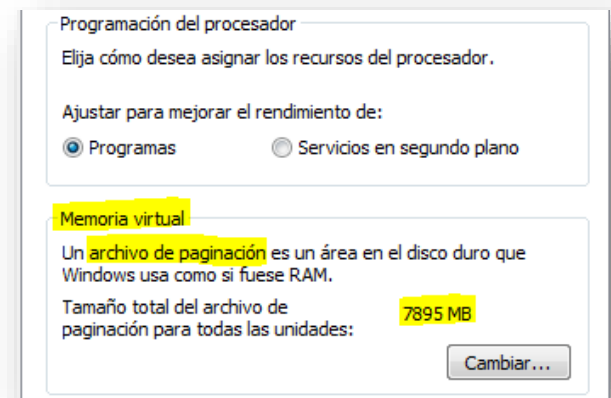 Programación del procesador
Elija cómo desea asignar los recursos del procesador.
Ajustar para mejorar el rendimiento de:
Programas
Servicios en segundo plano
Memoria virtual
Un archivo de paginación es un área en el disco duro que
Windows usa como si fuese RAM.
Tamaño total del archivo de
paginación para todas las unidades:
7895 MB
Cambiar...